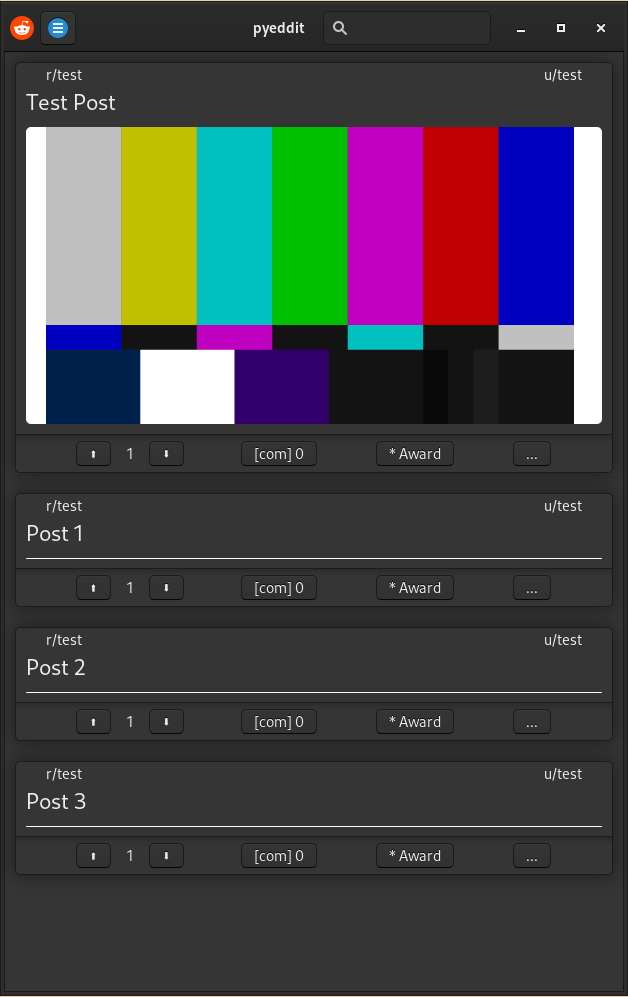 pyeddit
r/test u/test
Test Post
⬆ 1 ⬇ [com] 0 * Award ...
r/test u/test
Post 1
⬆ 1 ⬇ [com] 0 * Award ...
r/test u/test
Post 2
⬆ 1 ⬇ [com] 0 * Award ...
r/test u/test
Post 3
⬆ 1 ⬇ [com] 0 * Award ...